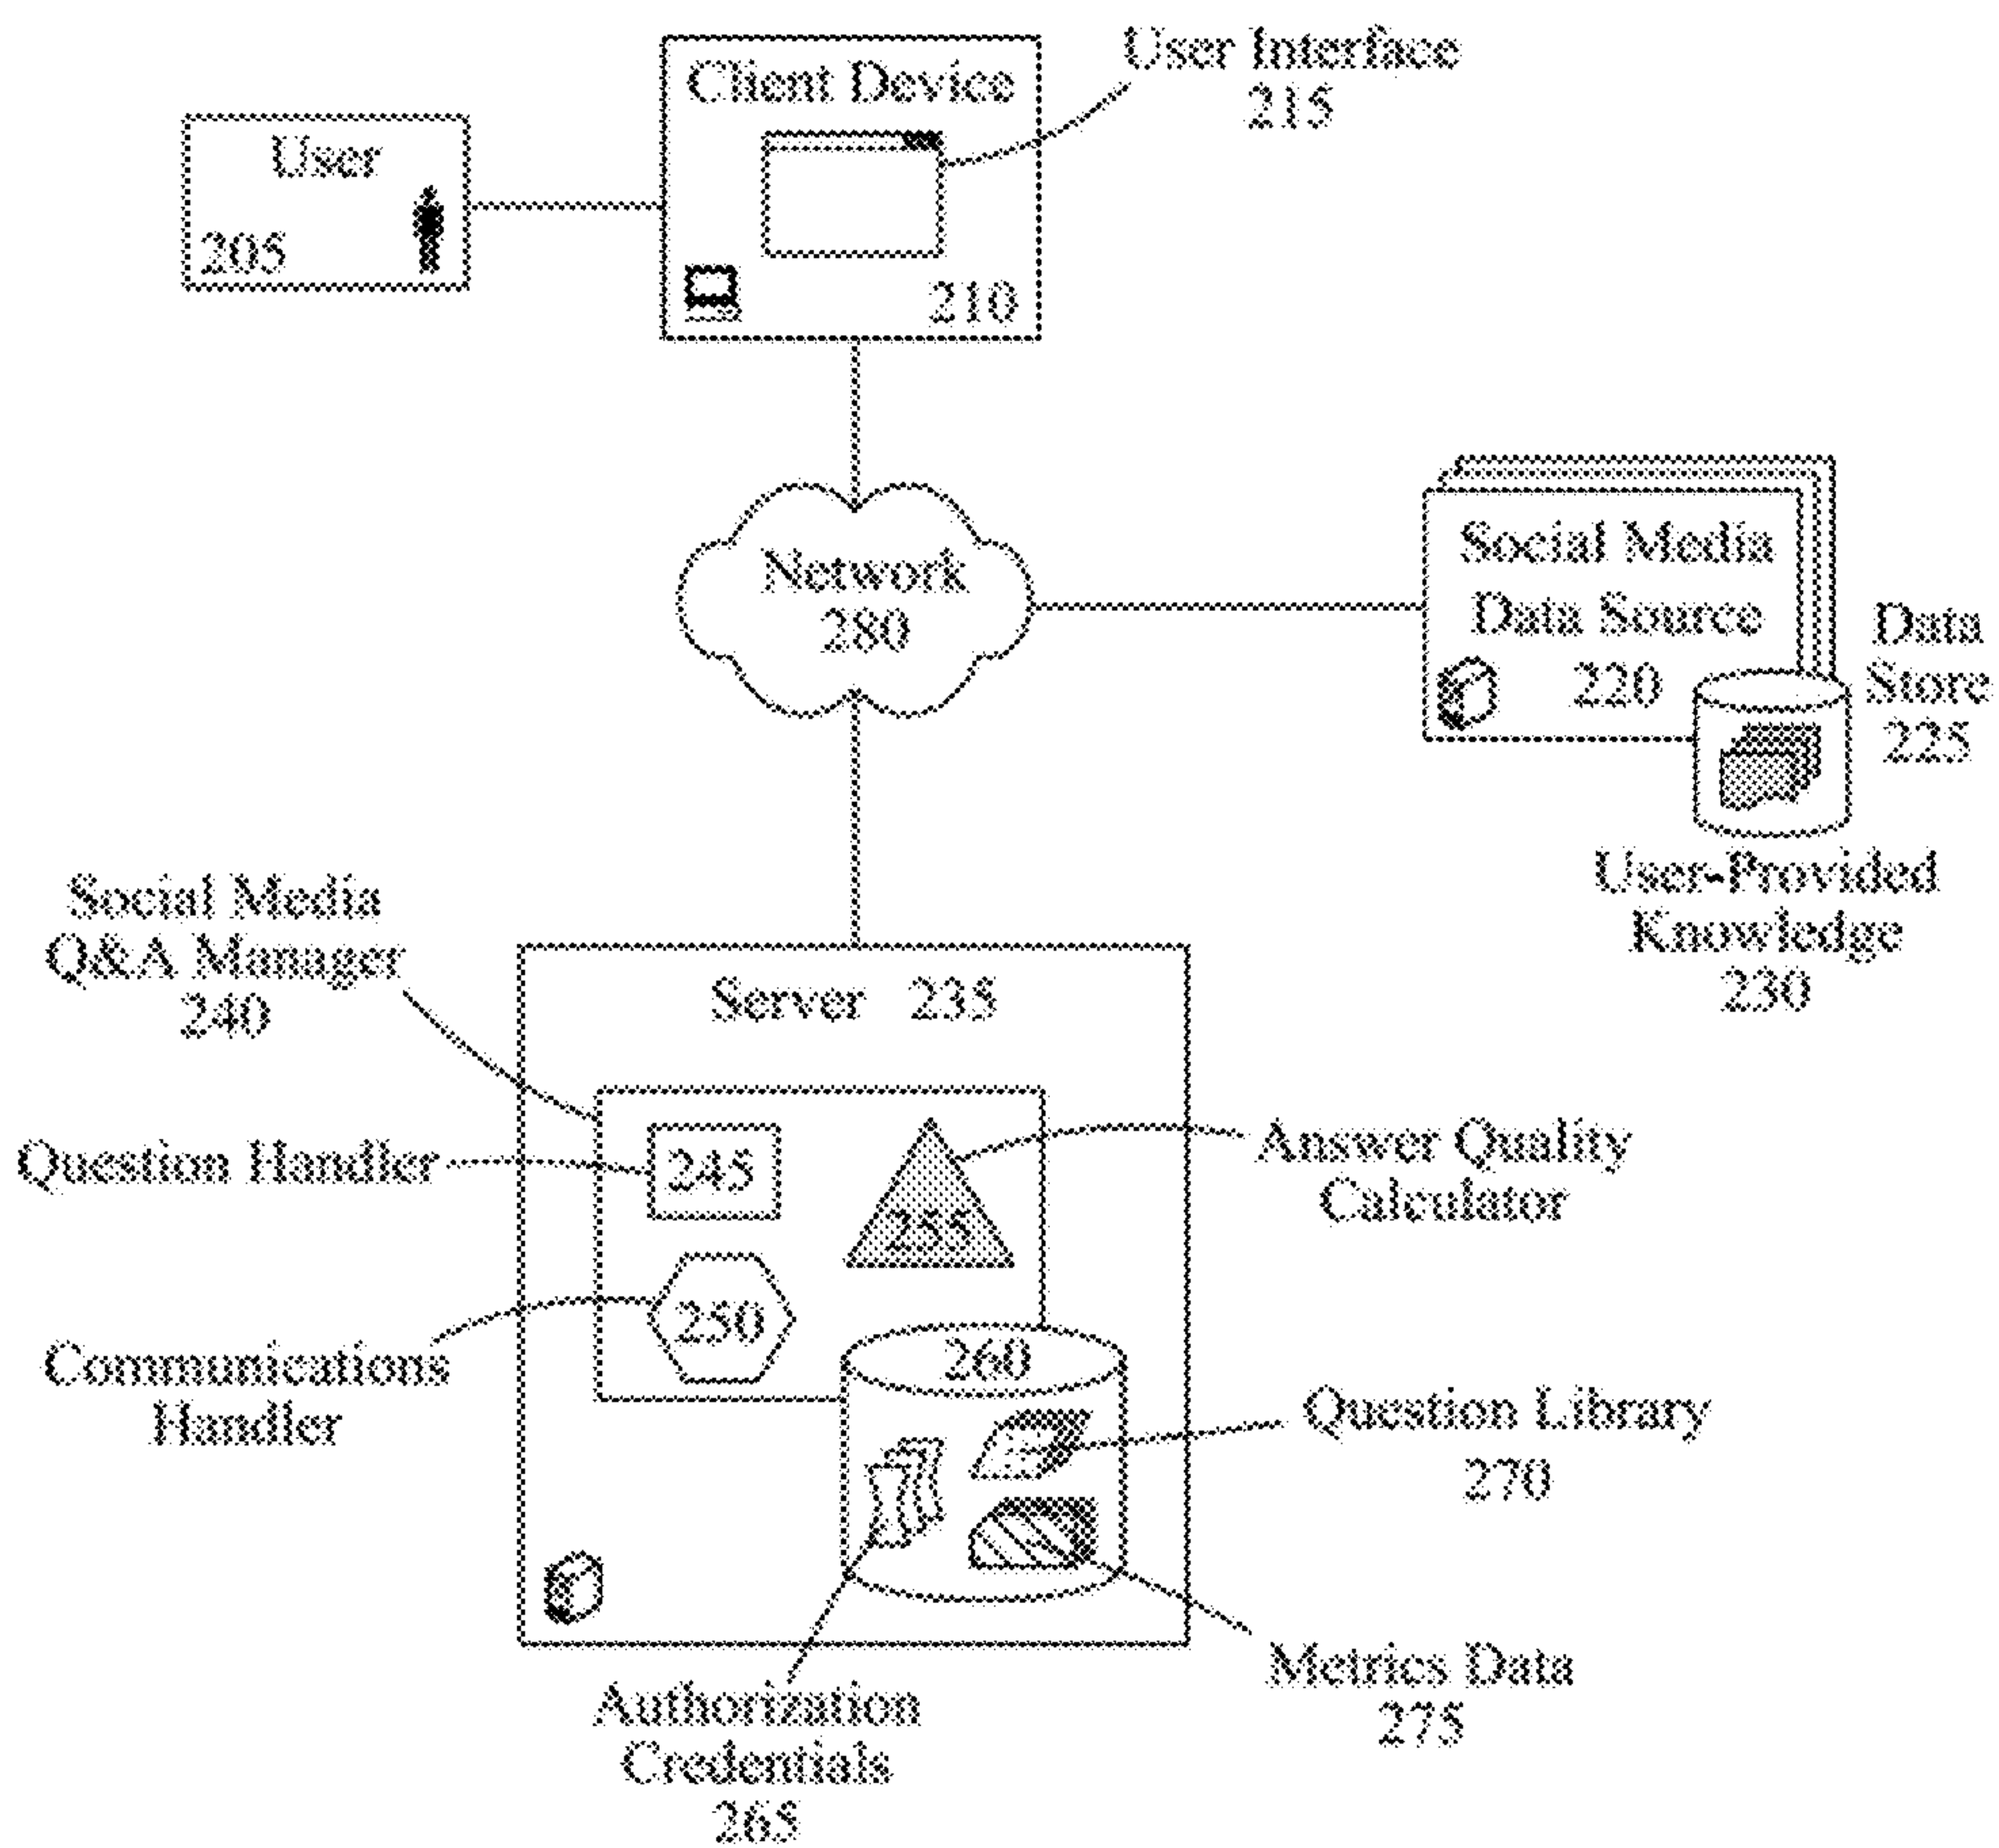 User Interface
215
Client Device
210
User
205
Network
280
Social Media
Data Source
220
Data
Store
225
User-Provided
Knowledge
230
Social Media
Q&A Manager
240
Server 235
Question Handler
245
255
Answer Quality
Calculator
250
Communications
Handler
260
Question Library
270
Metrics Data
275
Authorization
Credentials
265